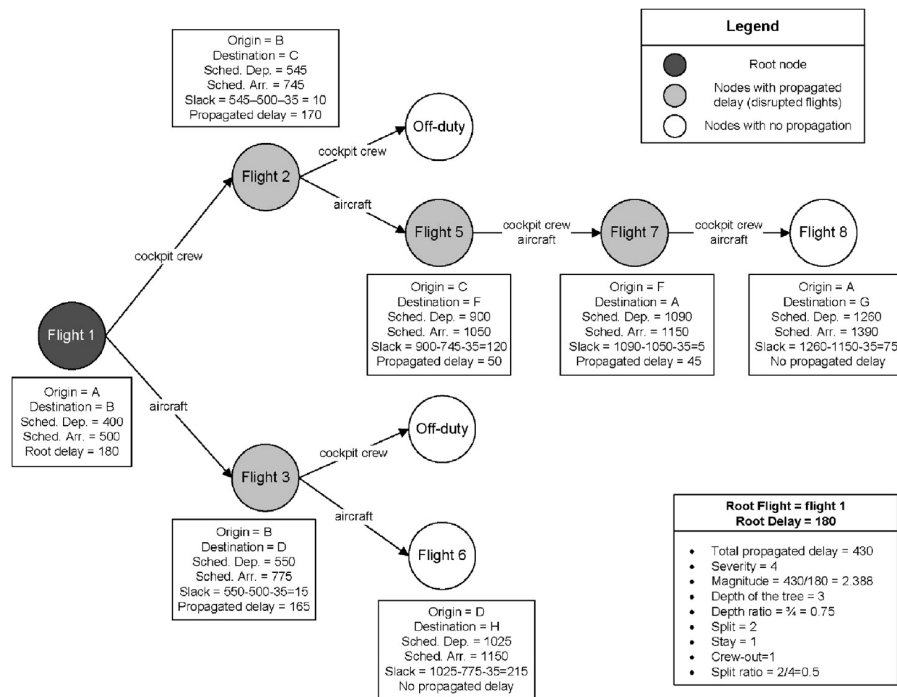 Origin = B
Destination = C
Sched. Dep. = 545
Sched. Arr. = 745
Slack = 545–500–35 = 10
Propagated delay = 170
Legend
Root node
Nodes with propagated
delay (disrupted flights)
Nodes with no propagation
Off-duty
cockpit crew
Flight 2
aircraft
cockpit crew
Flight 5
cockpit crew
aircraft
Flight 7
cockpit crew
aircraft
Flight 8
Origin = C
Destination = F
Sched. Dep. = 900
Sched. Arr. = 1050
Slack = 900-745-35=120
Propagated delay = 50
Origin = F
Destination = A
Sched. Dep. = 1090
Sched. Arr. = 1150
Slack = 1090-1050-35=5
Propagated delay = 45
Origin = A
Destination = G
Sched. Dep. = 1260
Sched. Arr. = 1390
Slack = 1260-1150-35=75
No propagated delay
Flight 1
Origin = A
Destination = B
Sched. Dep. = 400
Sched. Arr. = 500
Root delay = 180
aircraft
Off-duty
cockpit crew
Flight 3
aircraft
Flight 6
Origin = B
Destination = D
Sched. Dep. = 550
Sched. Arr. = 775
Slack = 550-500-35=15
Propagated delay = 165
Origin = D
Destination = H
Sched. Dep. = 1025
Sched. Arr. = 1150
Slack = 1025-775-35=215
No propagated delay
Root Flight = flight 1
Root Delay = 180
• Total propagated delay = 430
• Severity = 4
• Magnitude = 430/180 = 2.388
• Depth of the tree = 3
• Depth ratio = ¾ = 0.75
• Split = 2
• Stay = 1
• Crew-out=1
• Split ratio = 2/4=0.5